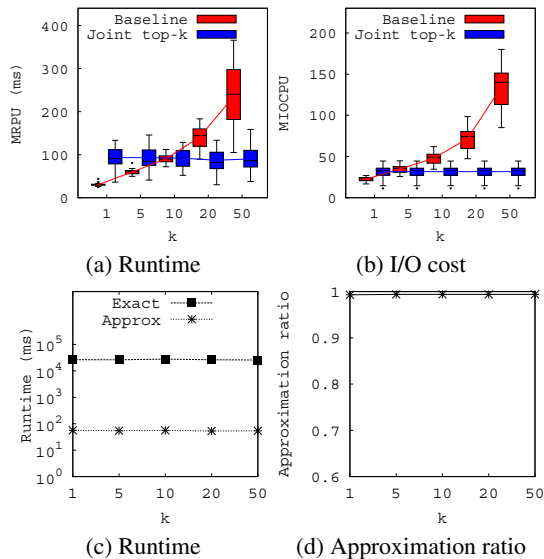 Baseline
Joint top-k
400
300
200
100
0
MRPU (ms)
1 5 10 20 50
k
(a) Runtime
Baseline
Joint top-k
200
150
100
50
0
MIOCPU
1 5 10 20 50
k
(b) I/O cost
Exact
Approx
10^5
10^4
10^2
10^1
10^0
Runtime (ms)
1 5 10 20 50
k
(c) Runtime
1
0.9
0.8
0.7
0.6
Approximation ratio
1 5 10 20 50
k
(d) Approximation ratio